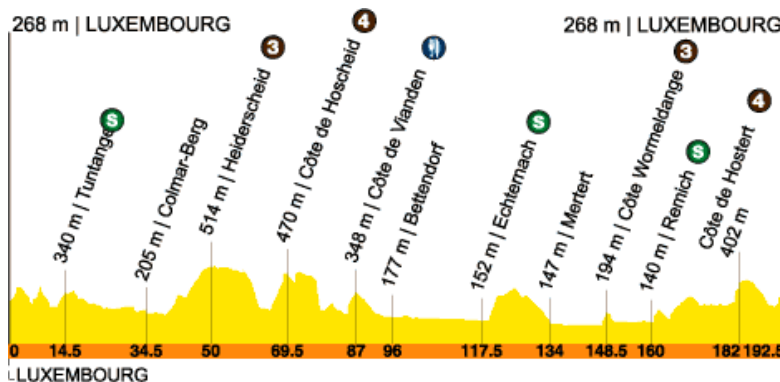 268 m | LUXEMBOURG
268 m | LUXEMBOURG
S
340 m | Tuntange
205 m | Colmar-Berg
3
514 m | Heiderscheid
4
470 m | Côte de Hoscheid
348 m | Côte de Vianden
177 m | Bettendorf
S
152 m | Echternach
147 m | Mertert
3
194 m | Côte Wormeldange
S
140 m | Remich
4
Côte de Hostert
402 m
0 14.5 34.5 50 69.5 87 96 117.5 134 148.5 160 182 192.5
LUXEMBOURG